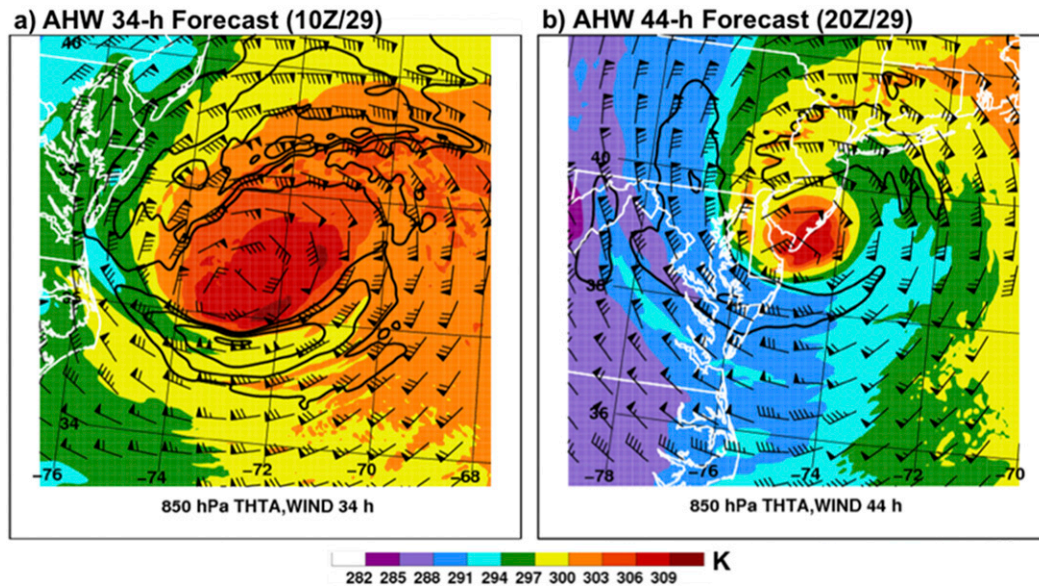 a) AHW 34-h Forecast (10Z/29)
b) AHW 44-h Forecast (20Z/29)
40
34
-76
-74
-72
-70
-68
40
38
36
-78
-76
-74
-70
850 hPa THTA,WIND 34 h
850 hPa THTA,WIND 44 h
K
282 285 288 291 294 297 300 303 306 309